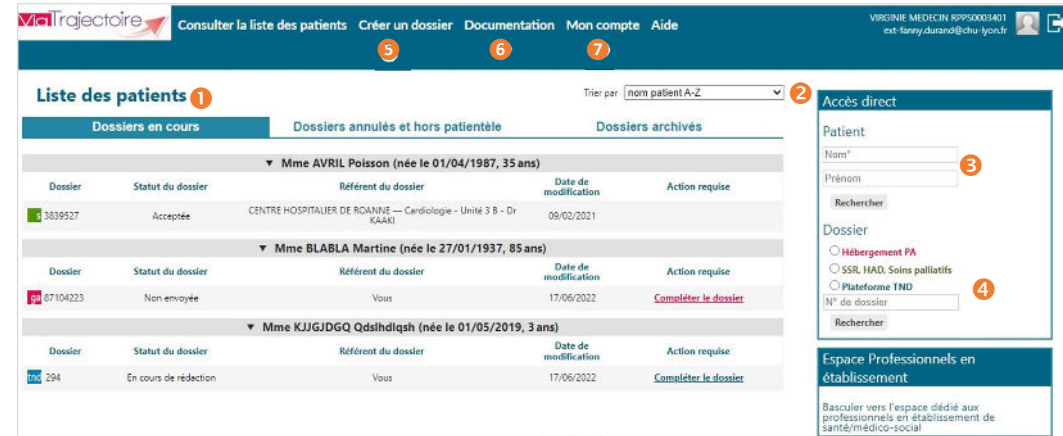 ViaTrajectoire
Consulter la liste des patients Créer un dossier Documentation Mon compte Aide
VIRGINIE MEDECIN RPPS0003401
ext-fanny.durand@chu-lyon.fr
5 6 7
Liste des patients 1
Trier par nom patient A-Z 2
Dossiers en cours Dossiers annulés et hors patientèle Dossiers archivés
▼ Mme AVRIL Poisson (née le 01/04/1987, 35 ans)
Dossier Statut du dossier Référent du dossier Date de modification Action requise
s 3839527 Acceptée CENTRE HOSPITALIER DE ROANNE — Cardiologie - Unité 3 B - Dr KAAKI 09/02/2021
▼ Mme BLABLA Martine (née le 27/01/1937, 85 ans)
Dossier Statut du dossier Référent du dossier Date de modification Action requise
ga 87104223 Non envoyée Vous 17/06/2022 Compléter le dossier
▼ Mme KJJGJDGQ Qdslhdlqsh (née le 01/05/2019, 3 ans)
Dossier Statut du dossier Référent du dossier Date de modification Action requise
tnd 294 En cours de rédaction Vous 17/06/2022 Compléter le dossier
Accès direct
Patient
Nom*
3
Prénom
Rechercher
Dossier
Hébergement PA
SSR, HAD, Soins palliatifs
Plateforme TND
4
N° de dossier
Rechercher
Espace Professionnels en
établissement
Basculer vers l'espace dédié aux
professionnels en établissement de
santé/médico-social